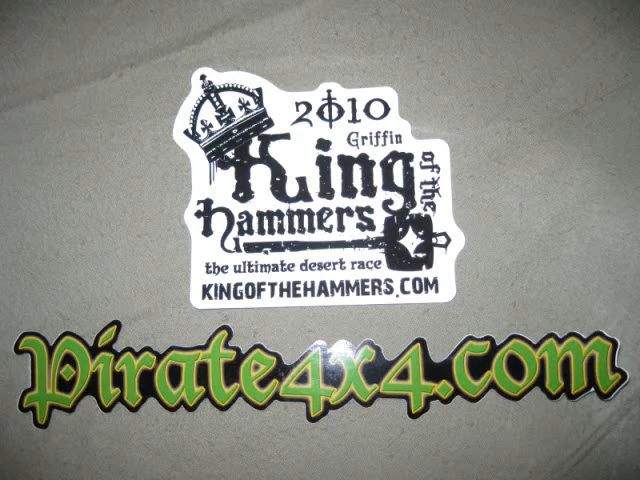 2010
Griffin
King
of the
hammers
the ultimate desert race
KINGOFTHEHAMMERS.COM
Pirate4x4.com